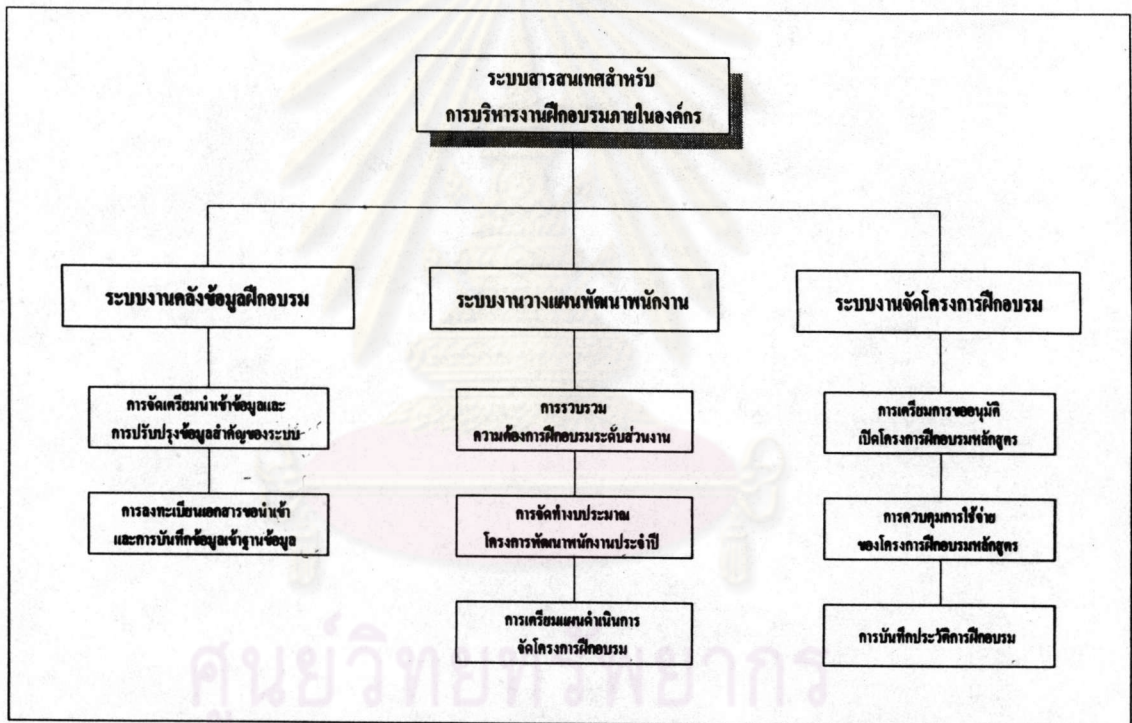 ระบบสารสนเทศสำหรับ
การบริหารงานฝึกอบรมภายในองค์กร
ระบบงานคลังข้อมูลฝึกอบรม
ระบบงานวางแผนพัฒนาพนักงาน
ระบบงานจัดโครงการฝึกอบรม
การจัดเตรียมนำเข้าข้อมูลและ
การปรับปรุงข้อมูลสำคัญของระบบ
การรวบรวม
ความต้องการฝึกอบรมระดับส่วนงาน
การเตรียมการขออนุมัติ
เปิดโครงการฝึกอบรมหลักสูตร
การลงทะเบียนเอกสารขอนำเข้า
และการบันทึกข้อมูลเข้าฐานข้อมูล
การจัดทำงบประมาณ
โครงการพัฒนาพนักงานประจำปี
การควบคุมการใช้จ่าย
ของโครงการฝึกอบรมหลักสูตร
การเตรียมแผนดำเนินการ
จัดโครงการฝึกอบรม
การบันทึกประวัติการฝึกอบรม
ศูนย์วิทยทรัพยากร